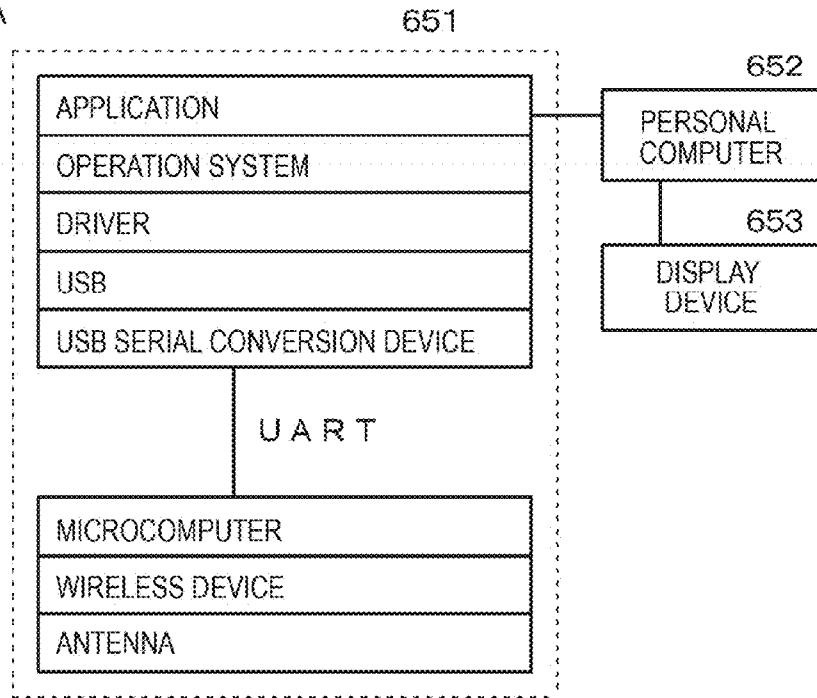 A
651
APPLICATION
OPERATION SYSTEM
DRIVER
USB
USB SERIAL CONVERSION DEVICE
UART
MICROCOMPUTER
WIRELESS DEVICE
ANTENNA
652
PERSONAL
COMPUTER
653
DISPLAY
DEVICE